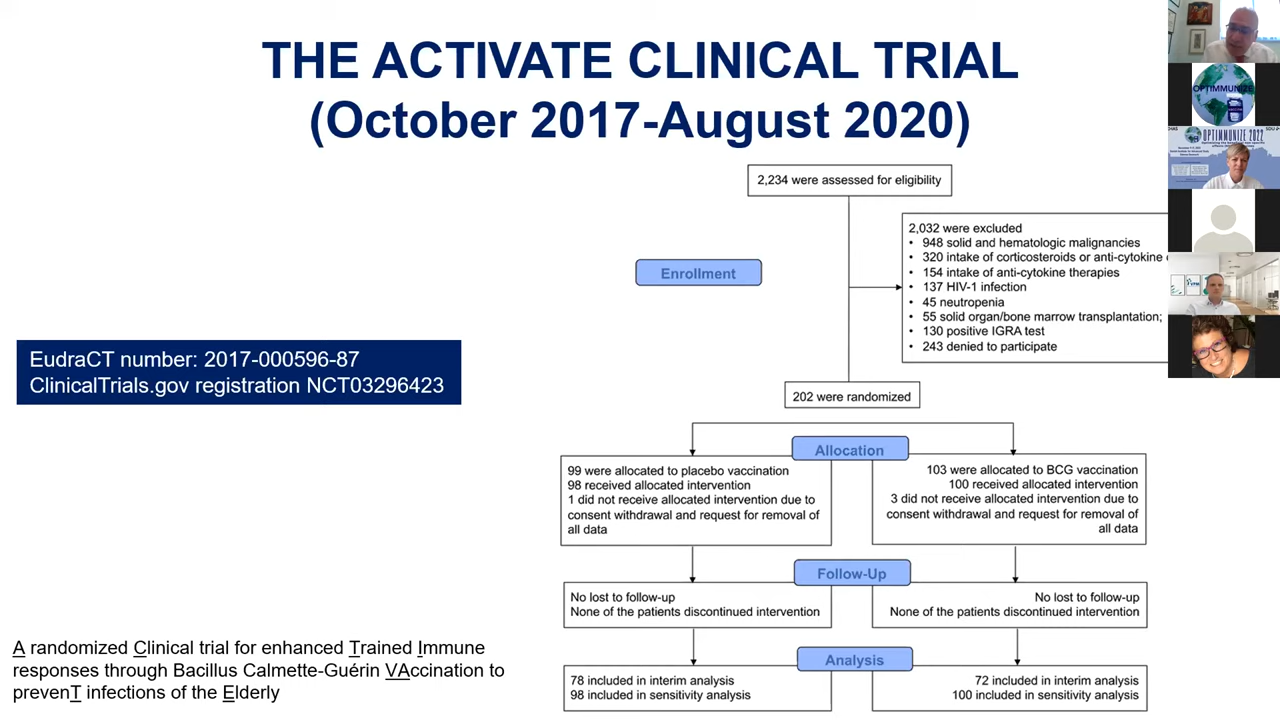 THE ACTIVATE CLINICAL TRIAL
(October 2017-August 2020)
2,234 were assessed for eligibility
Enrollment
2,032 were excluded
• 948 solid and hematologic malignancies
• 320 intake of corticosteroids or anti-cytokine
• 154 intake of anti-cytokine therapies
• 137 HIV-1 infection
• 45 neutropenia
• 55 solid organ/bone marrow transplantation;
• 130 positive IGRA test
• 243 denied to participate
EudraCT number: 2017-000596-87
ClinicalTrials.gov registration NCT03296423
202 were randomized
Allocation
99 were allocated to placebo vaccination
98 received allocated intervention
1 did not receive allocated intervention due to
consent withdrawal and request for removal of
all data
103 were allocated to BCG vaccination
100 received allocated intervention
3 did not receive allocated intervention due to
consent withdrawal and request for removal of
all data
Follow-Up
No lost to follow-up
None of the patients discontinued intervention
No lost to follow-up
None of the patients discontinued intervention
Analysis
78 included in interim analysis
98 included in sensitivity analysis
72 included in interim analysis
100 included in sensitivity analysis
A randomized Clinical trial for enhanced Trained Immune
responses through Bacillus Calmette-Guérin VAccination to
prevenT infections of the Elderly
OPTIMMUNIZE
OPTIMMUNIZE 2022